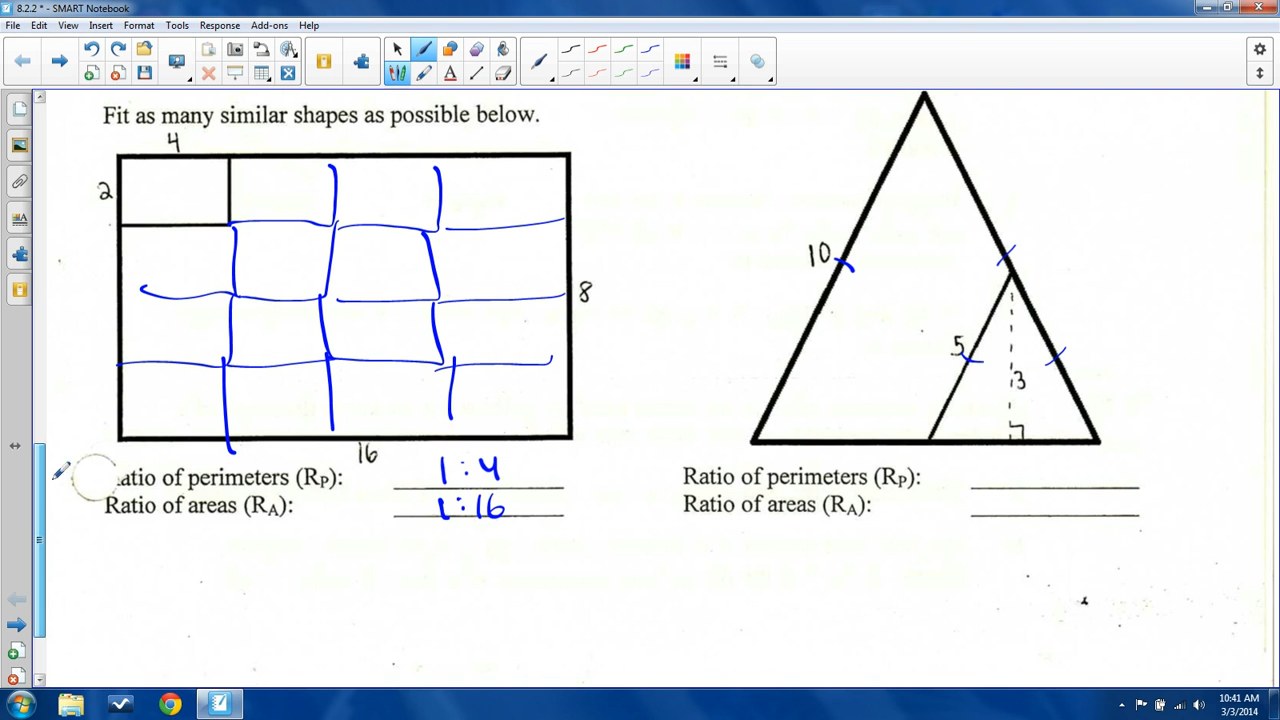 8.2.2 * - SMART Notebook
File Edit View Insert Format Tools Response Add-ons Help
Fit as many similar shapes as possible below.
4
2
8
16
10
5
3
Ratio of perimeters (RP): 1:4
Ratio of areas (RA): 1:16
Ratio of perimeters (RP):
Ratio of areas (RA):
10:41 AM
3/3/2014